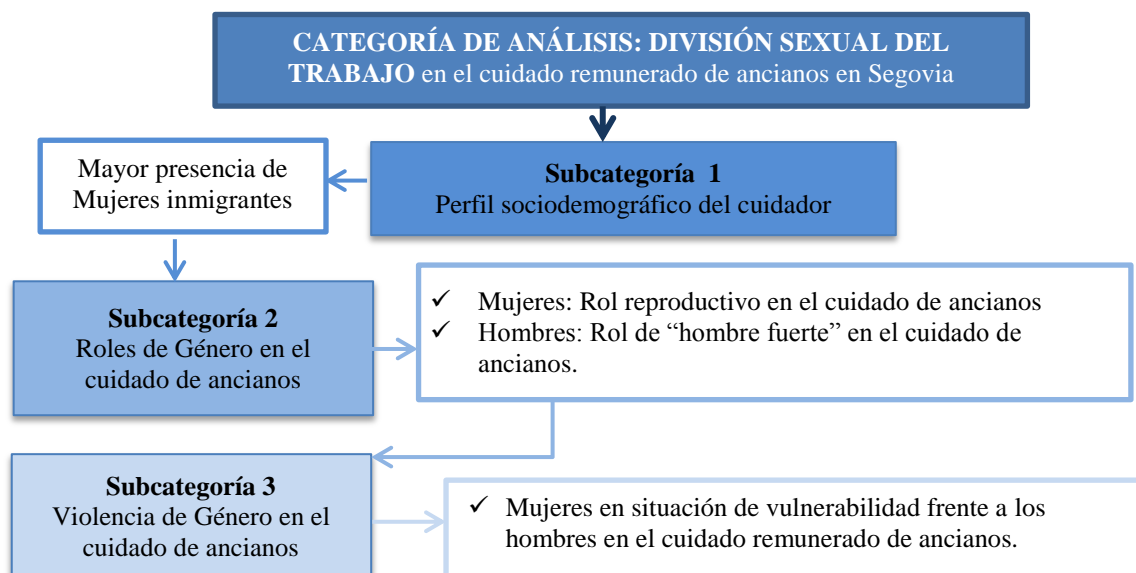 CATEGORÍA DE ANÁLISIS: DIVISIÓN SEXUAL DEL
TRABAJO en el cuidado remunerado de ancianos en Segovia
Subcategoría 1
Perfil sociodemográfico del cuidador
Mayor presencia de
Mujeres inmigrantes
Subcategoría 2
Roles de Género en el
cuidado de ancianos
✓ Mujeres: Rol reproductivo en el cuidado de ancianos
✓ Hombres: Rol de “hombre fuerte” en el cuidado de
ancianos.
Subcategoría 3
Violencia de Género en el
cuidado de ancianos
✓ Mujeres en situación de vulnerabilidad frente a los
hombres en el cuidado remunerado de ancianos.